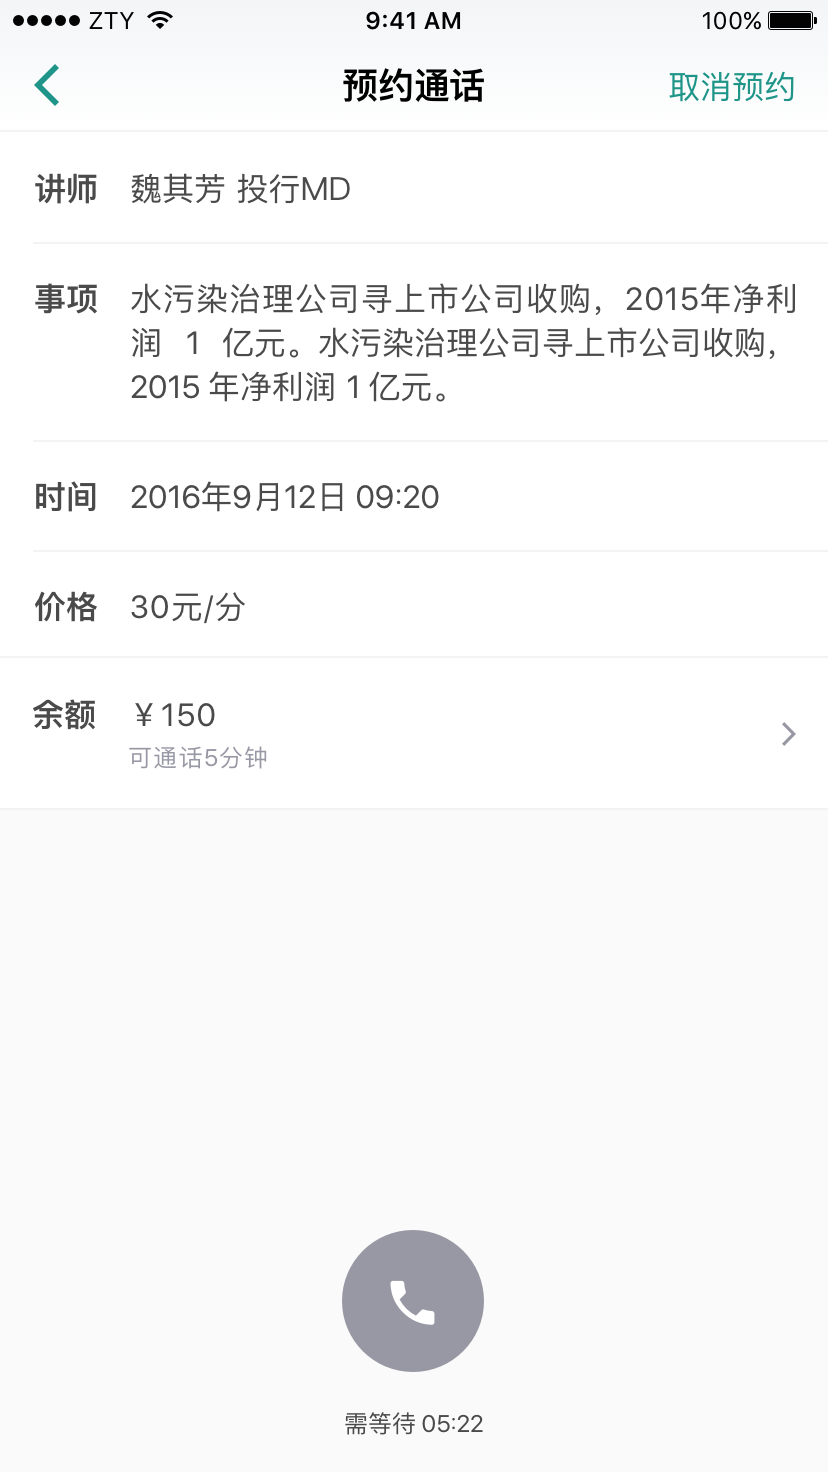 ZTY 9:41 AM 100%
预约通话 取消预约
讲师 魏其芳 投行MD
事项 水污染治理公司寻上市公司收购，2015年净利
润 1 亿元。水污染治理公司寻上市公司收购，
2015 年净利润 1 亿元。
时间 2016年9月12日 09:20
价格 30元/分
余额 ￥150
可通话5分钟
需等待 05:22